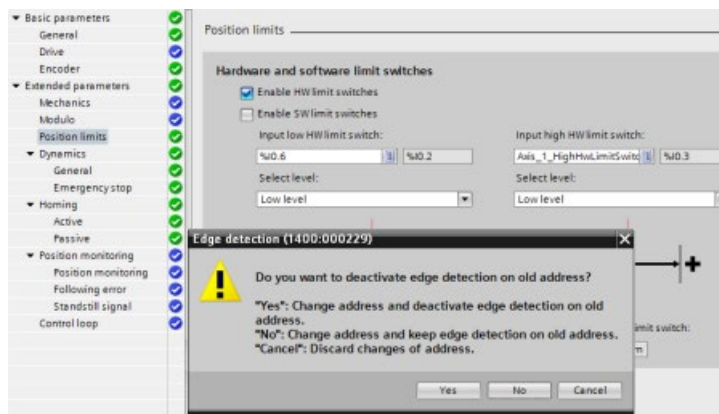 Basic parameters
General
Drive
Encoder
Extended parameters
Mechanics
Modulo
Position limits
Dynamics
General
Emergency stop
Homing
Active
Passive
Position monitoring
Position monitoring
Following error
Standstill signal
Control loop
Position limits
Hardware and software limit switches
Enable HW limit switches
Enable SW limit switches
Input low HW limit switch:
Input high HW limit switch:
%I0.6
%I0.2
Axis_1_HighHwLimitSwitc
%I0.3
Select level:
Select level:
Low level
Low level
Edge detection (1400:000229)
Do you want to deactivate edge detection on old address?
"Yes": Change address and deactivate edge detection on old
address.
"No": Change address and keep edge detection on old address.
"Cancel": Discard changes of address.
Yes
No
Cancel
+
imit switch: